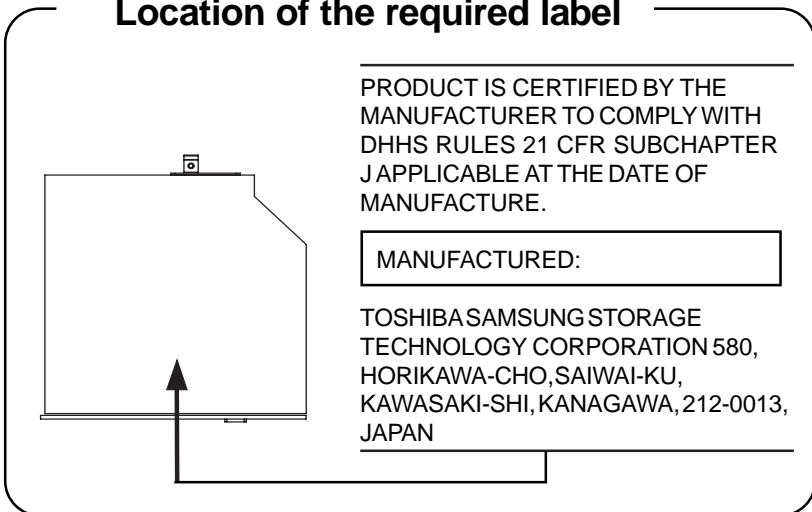 Location of the required label
PRODUCT IS CERTIFIED BY THE
MANUFACTURER TO COMPLY WITH
DHHS RULES 21 CFR SUBCHAPTER
J APPLICABLE AT THE DATE OF
MANUFACTURE.
MANUFACTURED:
TOSHIBA SAMSUNG STORAGE
TECHNOLOGY CORPORATION 580,
HORIKAWA-CHO, SAIWAI-KU,
KAWASAKI-SHI, KANAGAWA, 212-0013,
JAPAN